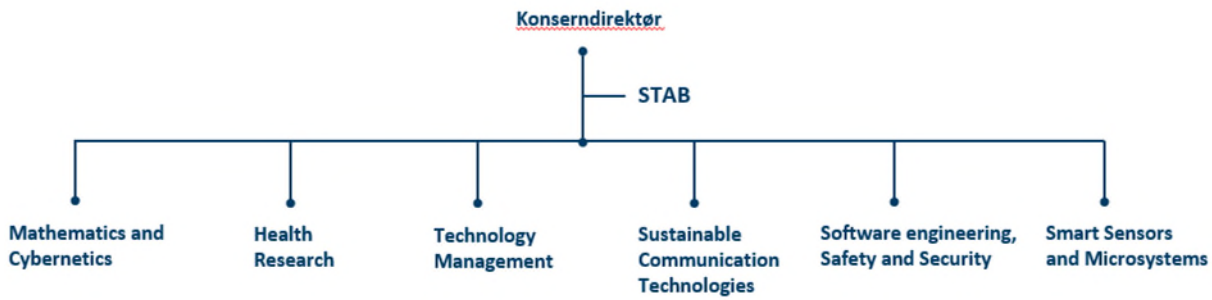 Konserndirektør
STAB
Mathematics and
Cybernetics
Health
Research
Technology
Management
Sustainable
Communication
Technologies
Software engineering,
Safety and Security
Smart Sensors
and Microsystems